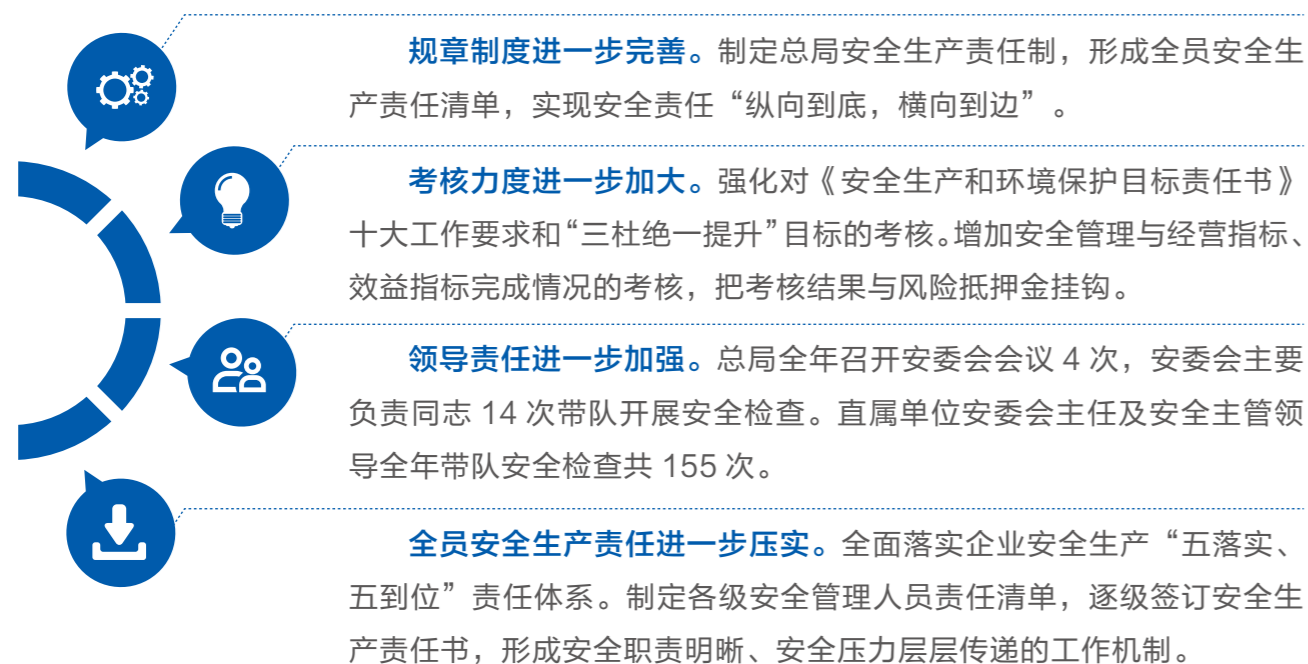 规章制度进一步完善。制定总局安全生产责任制，形成全员安全生
产责任清单，实现安全责任“纵向到底，横向到边”。
考核力度进一步加大。强化对《安全生产和环境保护目标责任书》
十大工作要求和“三杜绝一提升”目标的考核。增加安全管理与经营指标、
效益指标完成情况的考核，把考核结果与风险抵押金挂钩。
领导责任进一步加强。总局全年召开安委会会议 4 次，安委会主要
负责同志 14 次带队开展安全检查。直属单位安委会主任及安全主管领
导全年带队安全检查共 155 次。
全员安全生产责任进一步压实。全面落实企业安全生产“五落实、
五到位”责任体系。制定各级安全管理人员责任清单，逐级签订安全生
产责任书，形成安全职责明晰、安全压力层层传递的工作机制。